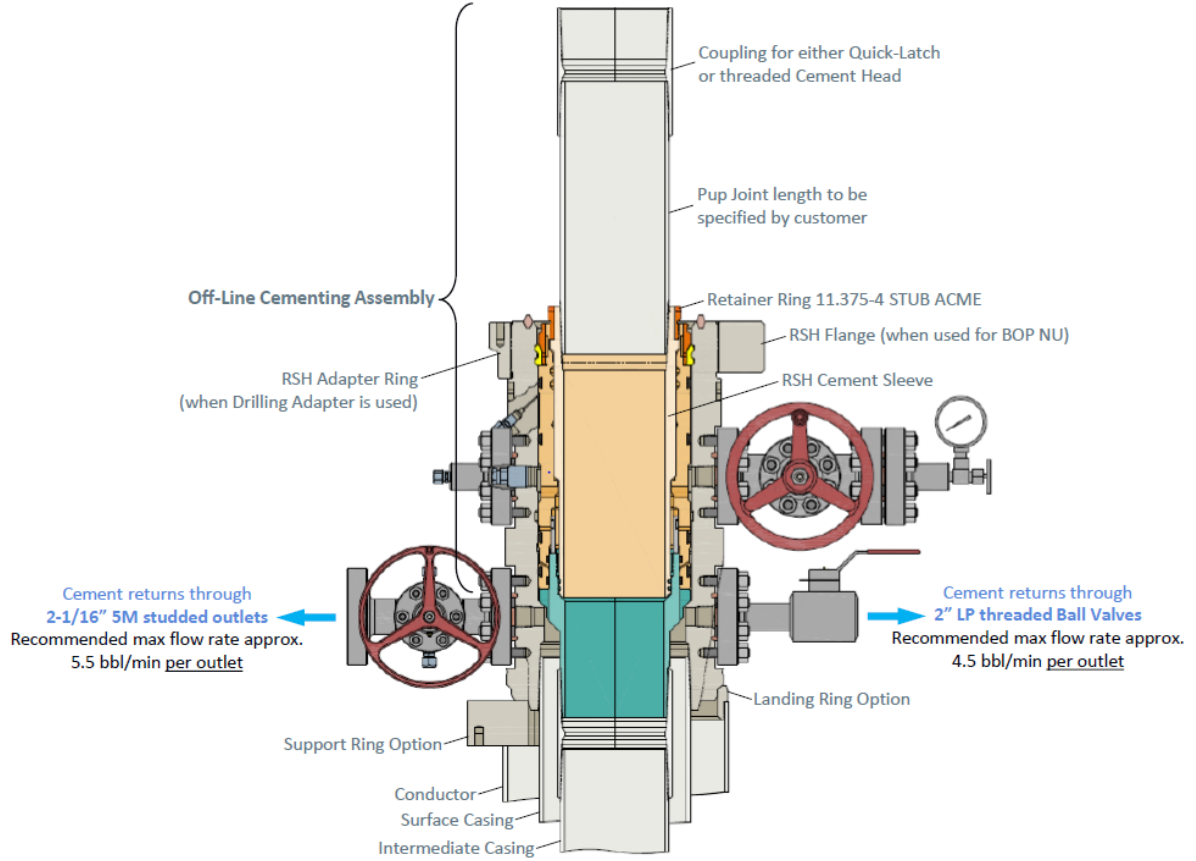 Coupling for either Quick-Latch
or threaded Cement Head
Pup Joint length to be
specified by customer
Off-Line Cementing Assembly
Retainer Ring 11.375-4 STUB ACME
RSH Flange (when used for BOP NU)
RSH Adapter Ring
(when Drilling Adapter is used)
RSH Cement Sleeve
Cement returns through
2-1/16” 5M studded outlets
Recommended max flow rate approx.
5.5 bbl/min per outlet
Cement returns through
2” LP threaded Ball Valves
Recommended max flow rate approx.
4.5 bbl/min per outlet
Landing Ring Option
Support Ring Option
Conductor
Surface Casing
Intermediate Casing